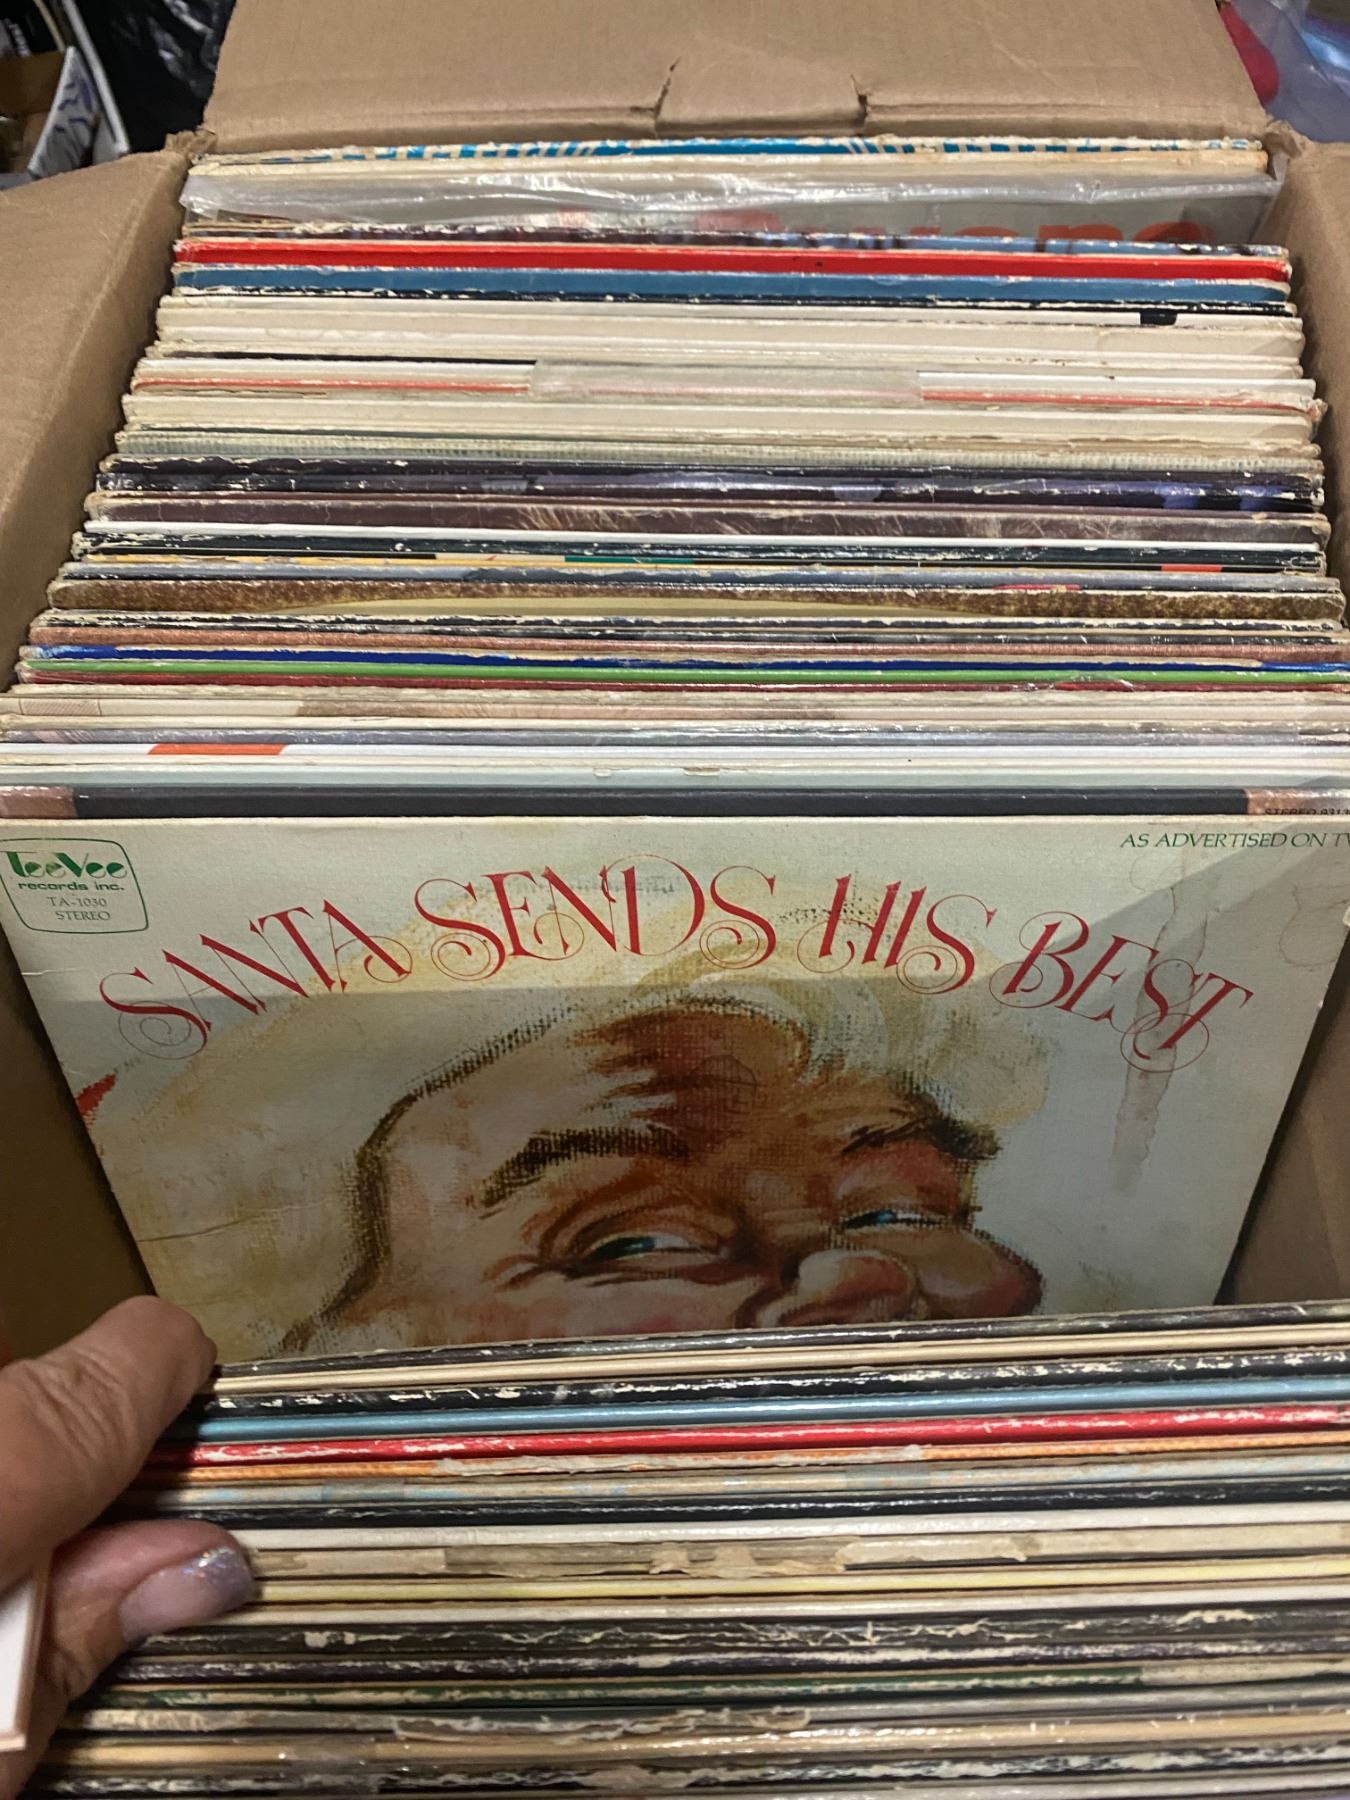 TeeVee
records inc.
TA-1030
STEREO
AS ADVERTISED ON TV
SANTA SENDS HIS BEST